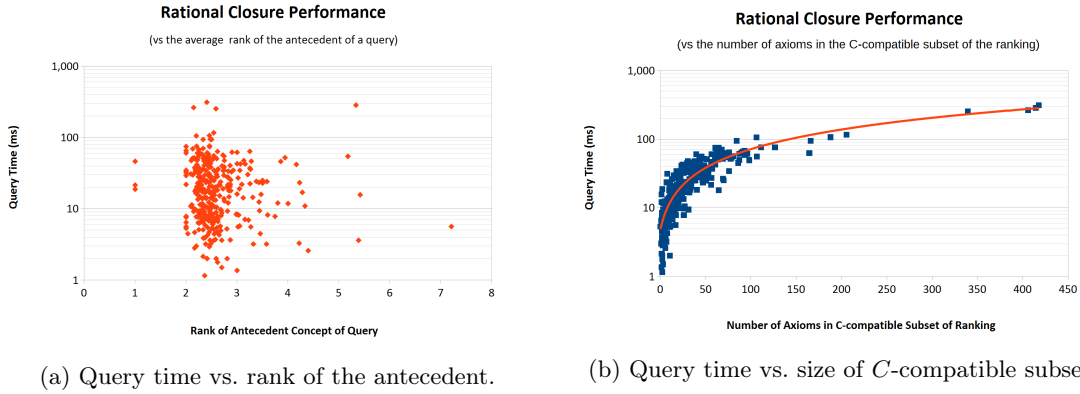 Rational Closure Performance
(vs the average rank of the antecedent of a query)
Query Time (ms)
1,000
100
10
1
0 1 2 3 4 5 6 7 8
Rank of Antecedent Concept of Query
(a) Query time vs. rank of the antecedent.
Rational Closure Performance
(vs the number of axioms in the C-compatible subset of the ranking)
Query Time (ms)
1,000
100
10
1
0 50 100 150 200 250 300 350 400 450
Number of Axioms in C-compatible Subset of Ranking
(b) Query time vs. size of C-compatible subse